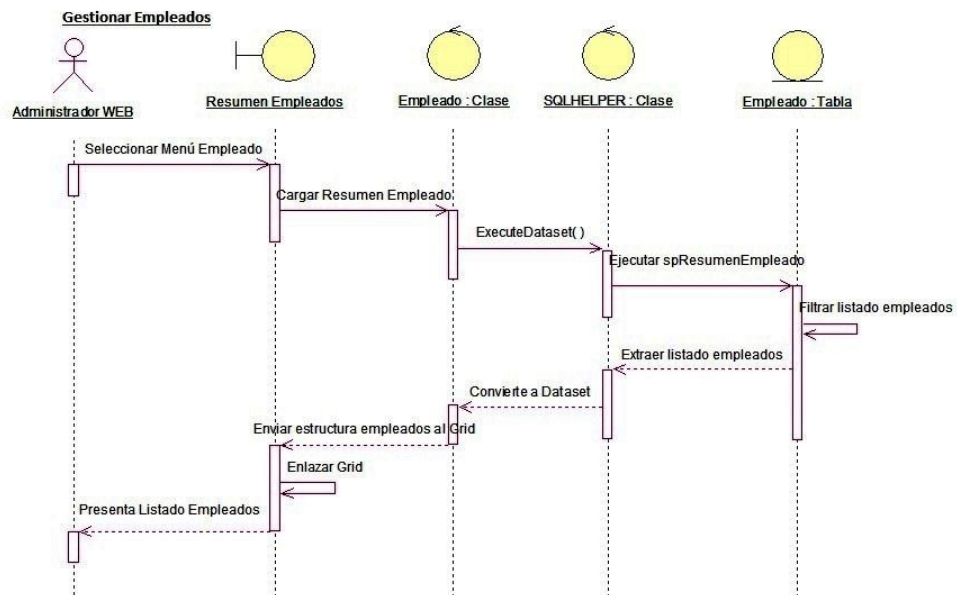 Gestionar Empleados
Administrador WEB
Resumen Empleados
Empleado : Clase
SQLHELPER : Clase
Empleado : Tabla
Seleccionar Menú Empleado
Cargar Resumen Empleado
ExecuteDataset( )
Ejecutar spResumenEmpleado
Filtrar listado empleados
Extraer listado empleados
Convierte a Dataset
Enviar estructura empleados al Grid
Enlazar Grid
Presenta Listado Empleados